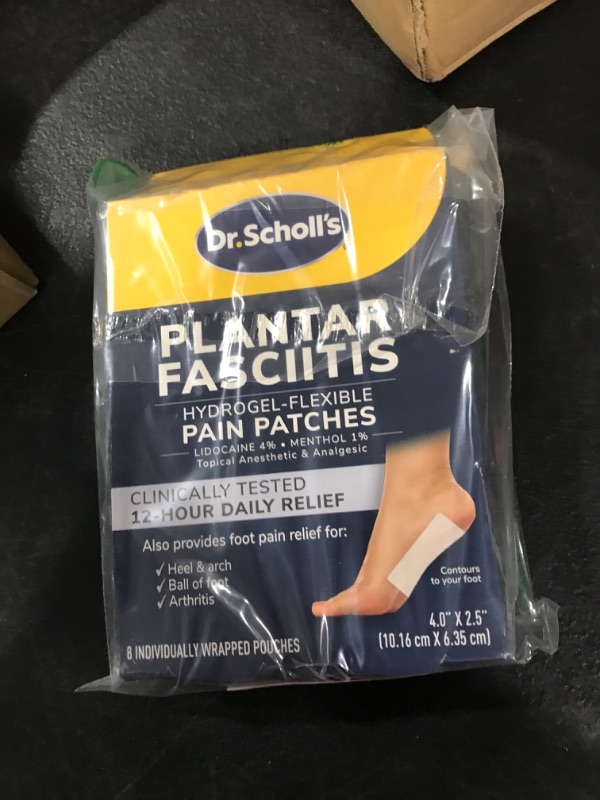 Dr.Scholl's
PLANTAR
FASCIITIS
HYDROGEL-FLEXIBLE
PAIN PATCHES
LIDOCAINE 4% • MENTHOL 1%
Topical Anesthetic & Analgesic
CLINICALLY TESTED
12-HOUR DAILY RELIEF
Also provides foot pain relief for:
✓ Heel & arch
✓ Ball of foot
✓ Arthritis
Contours
to your foot
4.0" X 2.5"
(10.16 cm X 6.35 cm)
8 INDIVIDUALLY WRAPPED POUCHES